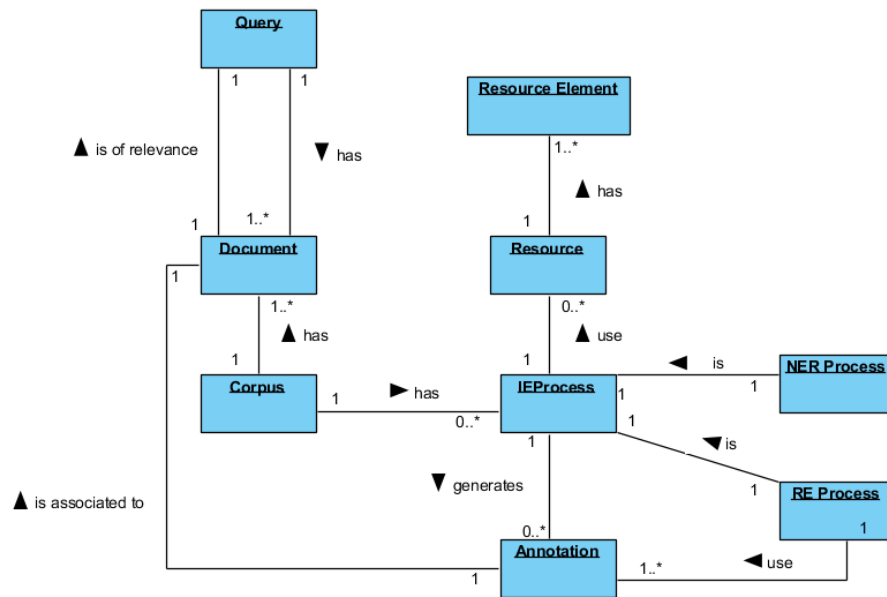 Query
1
1
Resource Element
1..*
is of relevance
has
has
1
1..*
1
Document
Resource
1
1..*
0..*
has
use
1
1
is
NER Process
Corpus
IEProcess
1
1
1
has
0..*
1
1
is
generates
1
RE Process
is associated to
1
0..*
Annotation
use
1
1..*